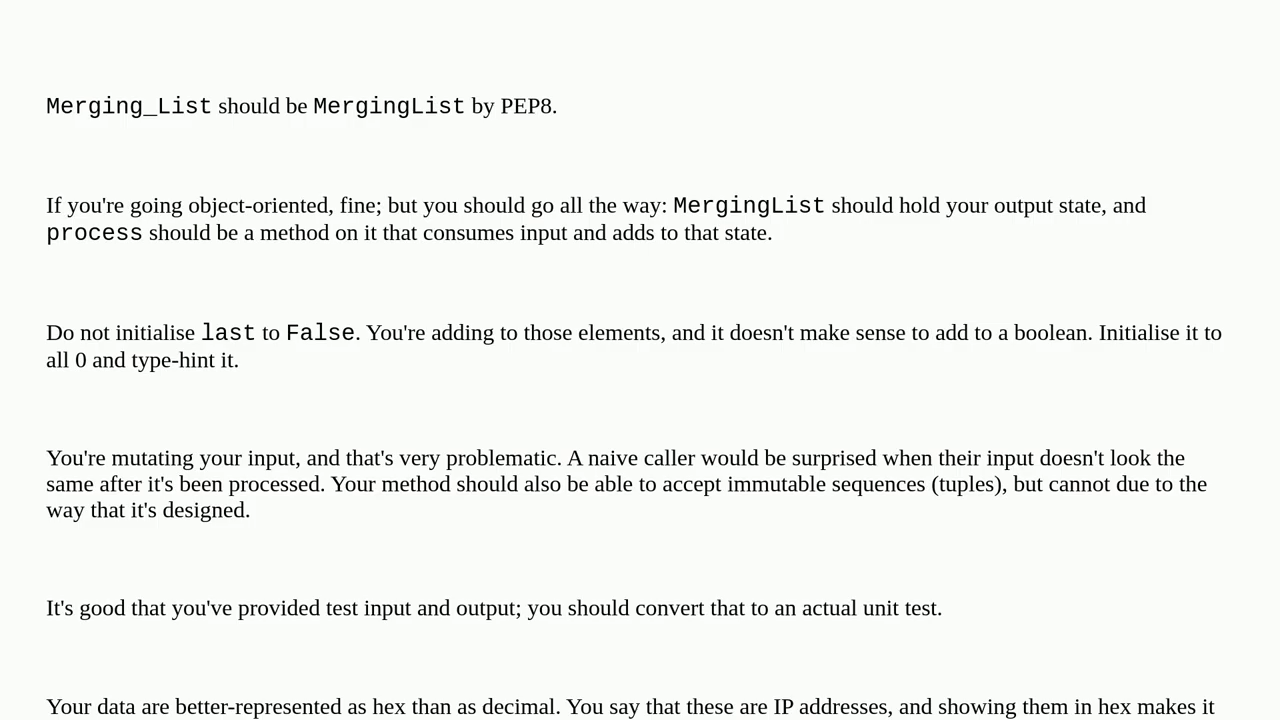 Merging_List should be MergingList by PEP8.
If you're going object-oriented, fine; but you should go all the way: MergingList should hold your output state, and
process should be a method on it that consumes input and adds to that state.
Do not initialise last to False. You're adding to those elements, and it doesn't make sense to add to a boolean. Initialise it to
all 0 and type-hint it.
You're mutating your input, and that's very problematic. A naive caller would be surprised when their input doesn't look the
same after it's been processed. Your method should also be able to accept immutable sequences (tuples), but cannot due to the
way that it's designed.
It's good that you've provided test input and output; you should convert that to an actual unit test.
Your data are better-represented as hex than as decimal. You say that these are IP addresses, and showing them in hex makes it